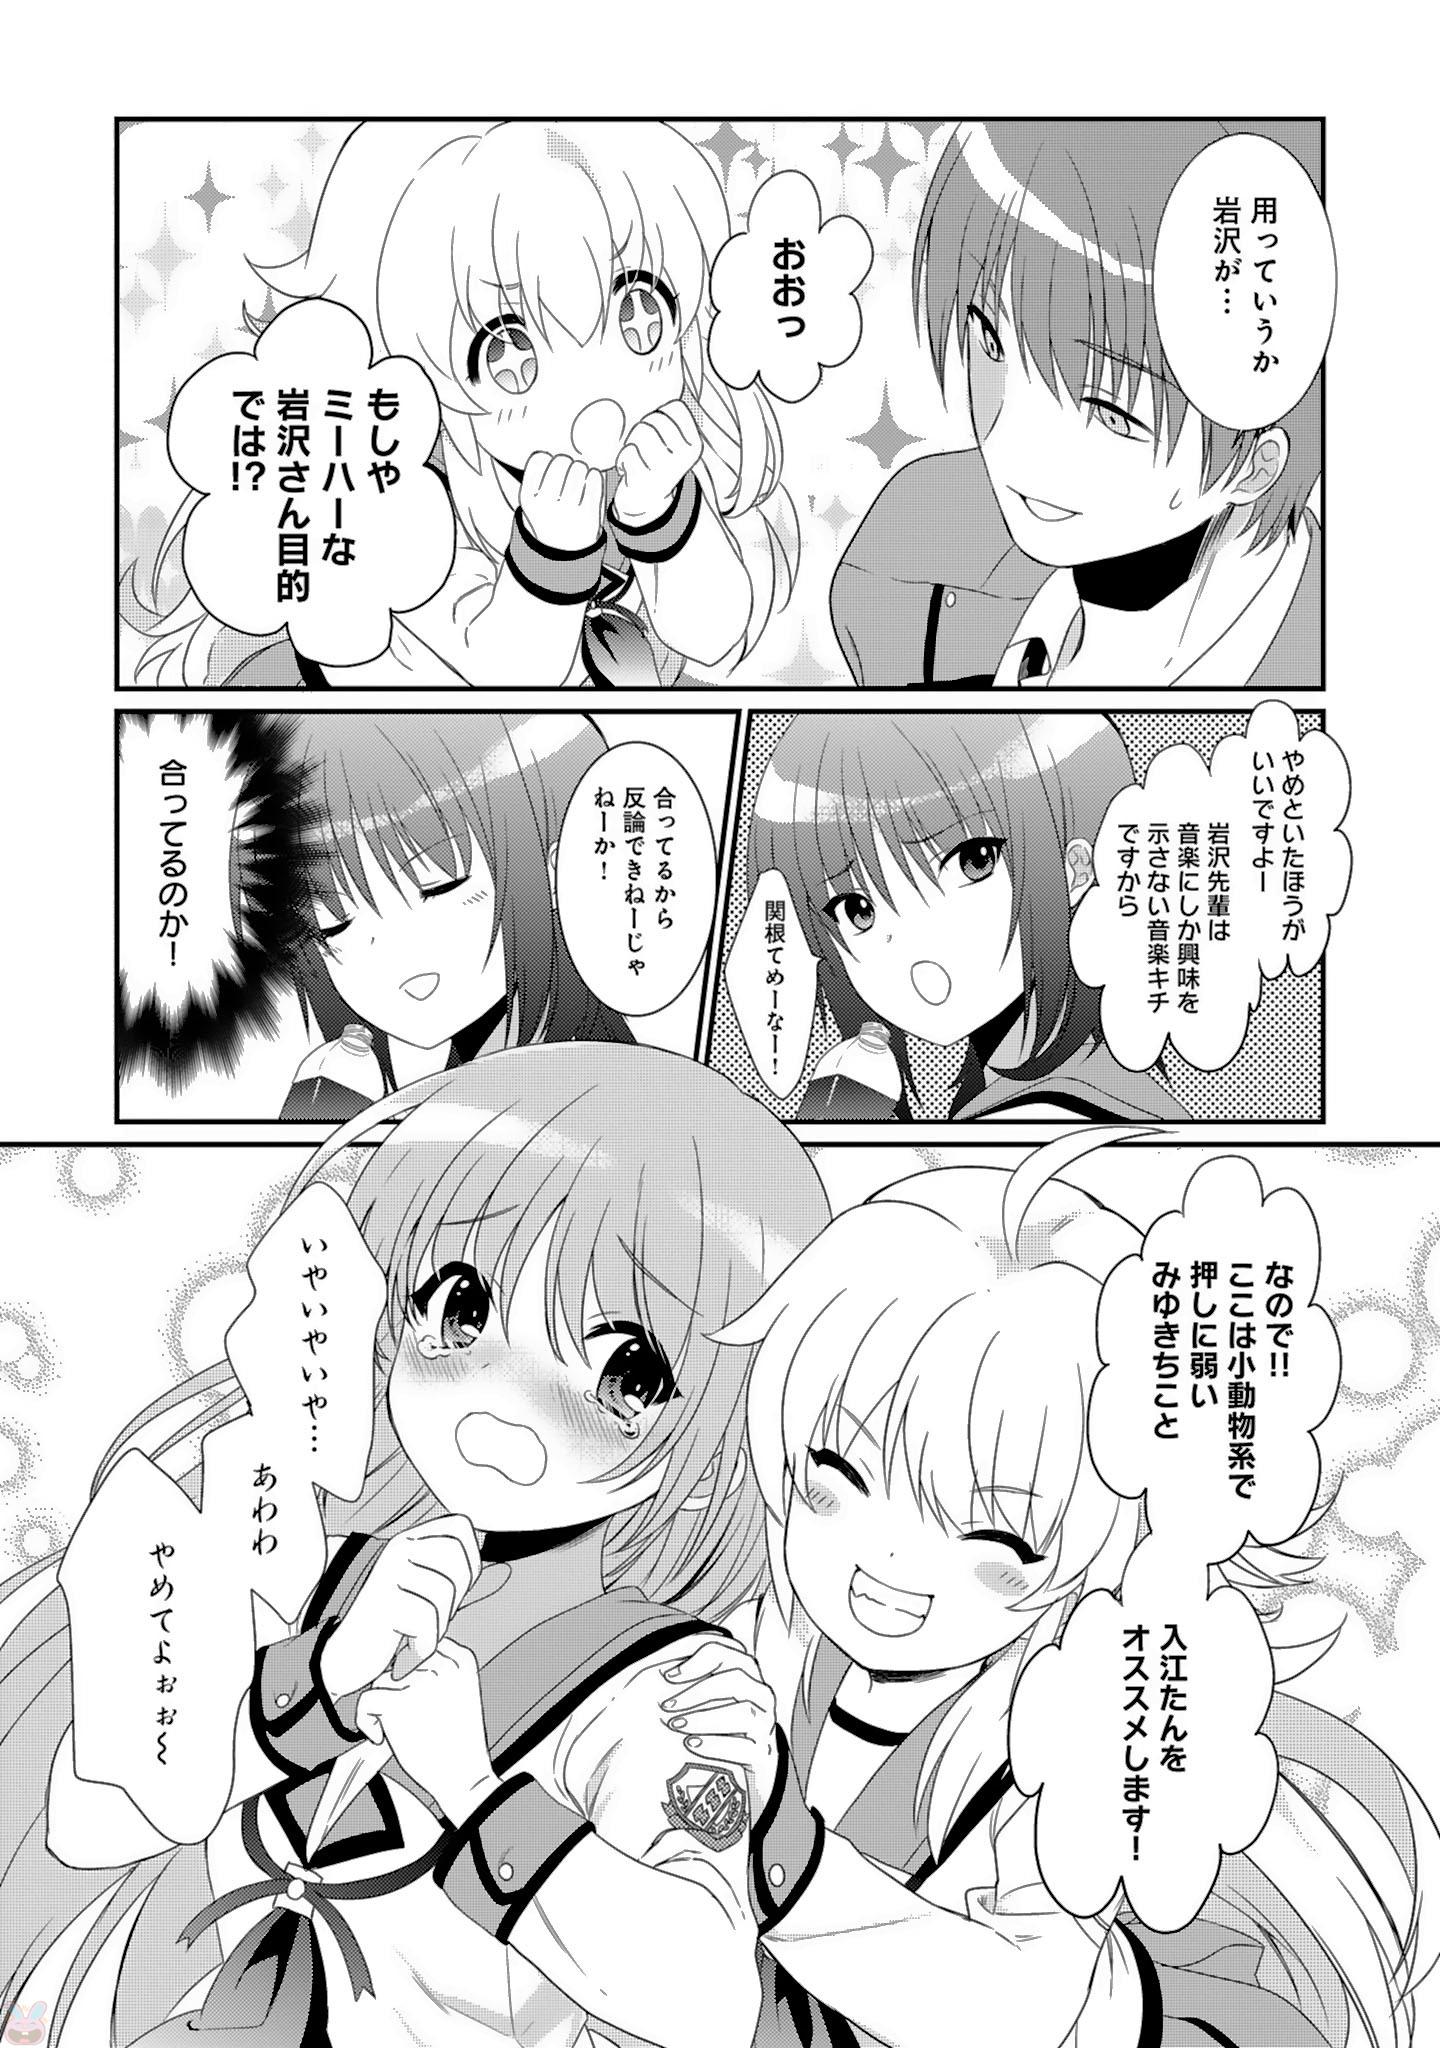 用っていうか
岩沢が…
おおっ
もしや
ミーハーな
岩沢さん目的
では!?
やめといたほうが
いいですよー
岩沢先輩は
音楽にしか興味を
示さない音楽キチ
ですから
関根てめーなー！
合ってるから
反論できねーじゃ
ねーか！
合ってるのか！
なので!!
ここは小動物系で
押しに弱い
みゆきちこと
入江たんを
オススメします！
いやいやいや…
あわわ
やめてよぉぉ～
SSS